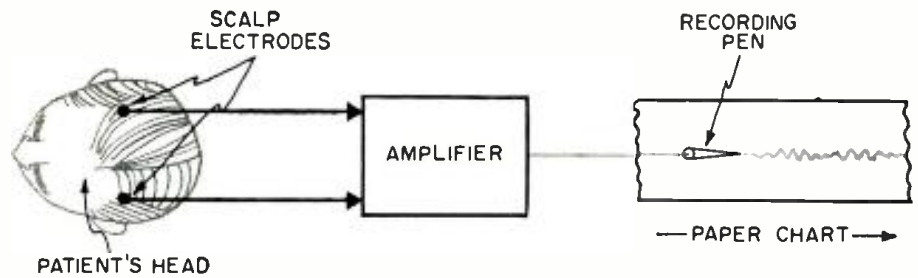 SCALP
ELECTRODES
RECORDING
PEN
AMPLIFIER
PAPER CHART
PATIENT'S HEAD